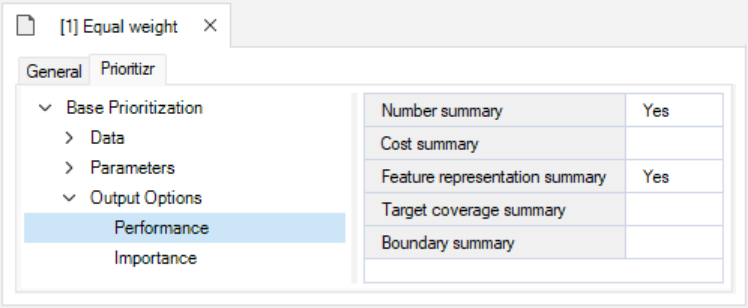 [1] Equal weight
General Prioritizr
Base Prioritization
Data
Parameters
Output Options
Performance
Importance
Number summary Yes
Cost summary
Feature representation summary Yes
Target coverage summary
Boundary summary